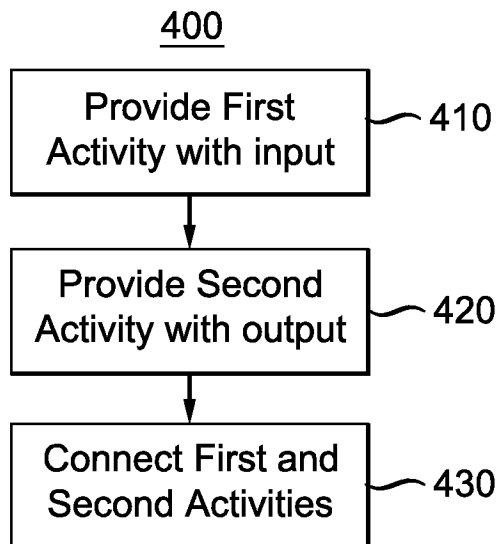 400
Provide First
Activity with input
410
Provide Second
Activity with output
420
Connect First and
Second Activities
430